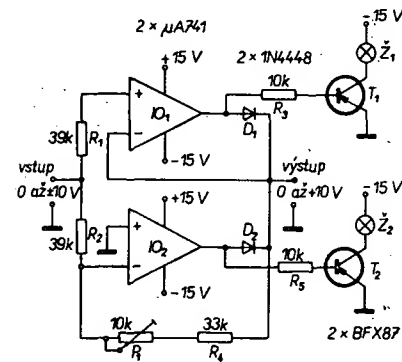 2 × µA741
+15 V
2 × 1N4448
-15 V
Ž1
10k
R3
T1
IO1
D1
39k
R1
-15 V
vstup
0 až ±10 V
výstup
0 až +10 V
+15 V
-15 V
Ž2
39k
R2
IO2
D2
10k
R5
T2
-15 V
10k
33k
R4
2 × BFX87